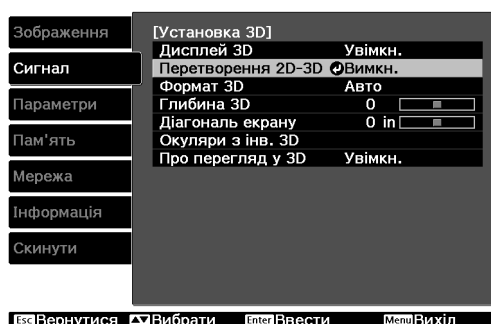 Зображення
Сигнал
Параметри
Пам'ять
Мережа
Інформація
Скинути
[Установка 3D]
Дисплей 3D Увімкн.
Перетворення 2D-3D Вимкн.
Формат 3D Авто
Глибина 3D 0
Діагональ екрану 0 in
Окуляри з інв. 3D
Про перегляд у 3D Увімкн.
Esc Вернутися Вибрати Enter Ввести Menu Вихід